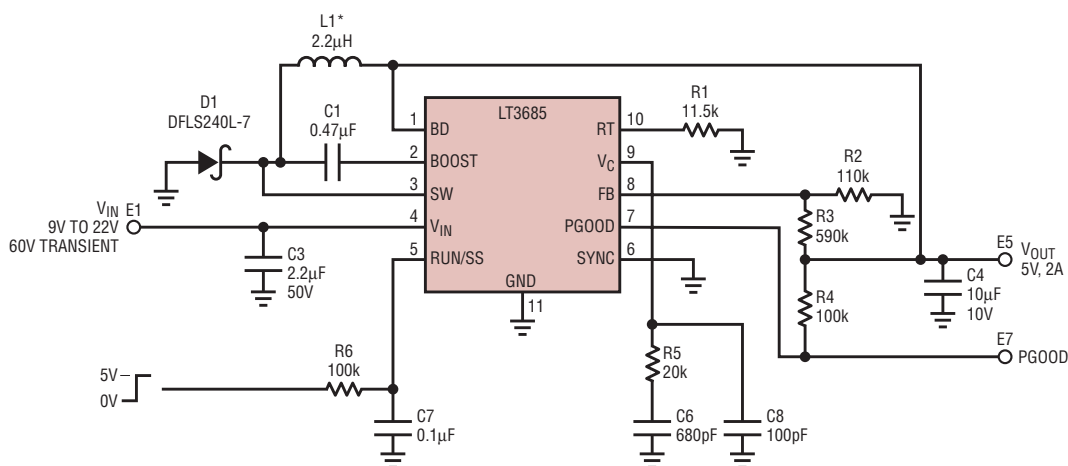 L1*
2.2µH
D1
DFLS240L-7
C1
0.47µF
LT3685
1
BD
2
BOOST
3
SW
4
VIN
5
RUN/SS
10
RT
9
VC
8
FB
7
PGOOD
6
SYNC
GND
11
R1
11.5k
R2
110k
R3
590k
R4
100k
VIN E1
9V TO 22V
60V TRANSIENT
C3
2.2µF
50V
E5
VOUT
5V, 2A
C4
10µF
10V
E7
PGOOD
R6
100k
5V
0V
C7
0.1µF
R5
20k
C6
680pF
C8
100pF